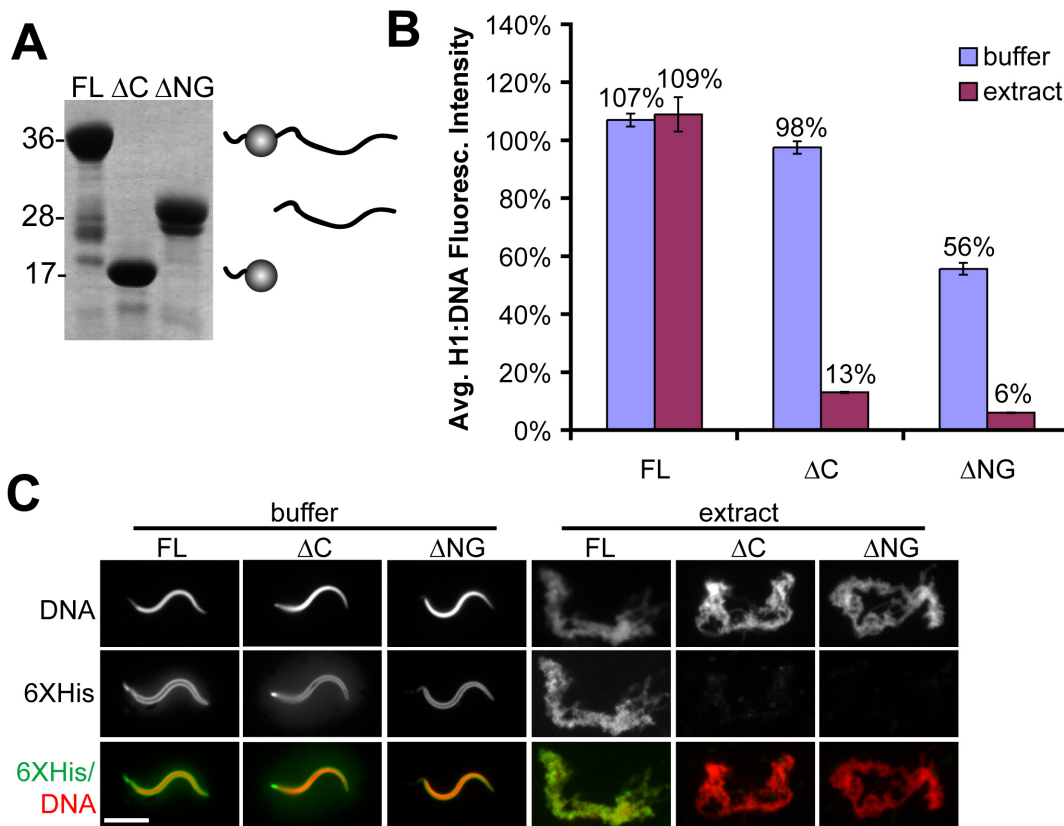 A
FL ΔC ΔNG
36
28
17
B
Avg. H1:DNA Fluoresc. Intensity
140%
120%
100%
80%
60%
40%
20%
0%
107% 109%
98%
13%
56%
6%
buffer
extract
FL ΔC ΔNG
C
buffer extract
FL ΔC ΔNG FL ΔC ΔNG
DNA
6XHis
6XHis/
DNA